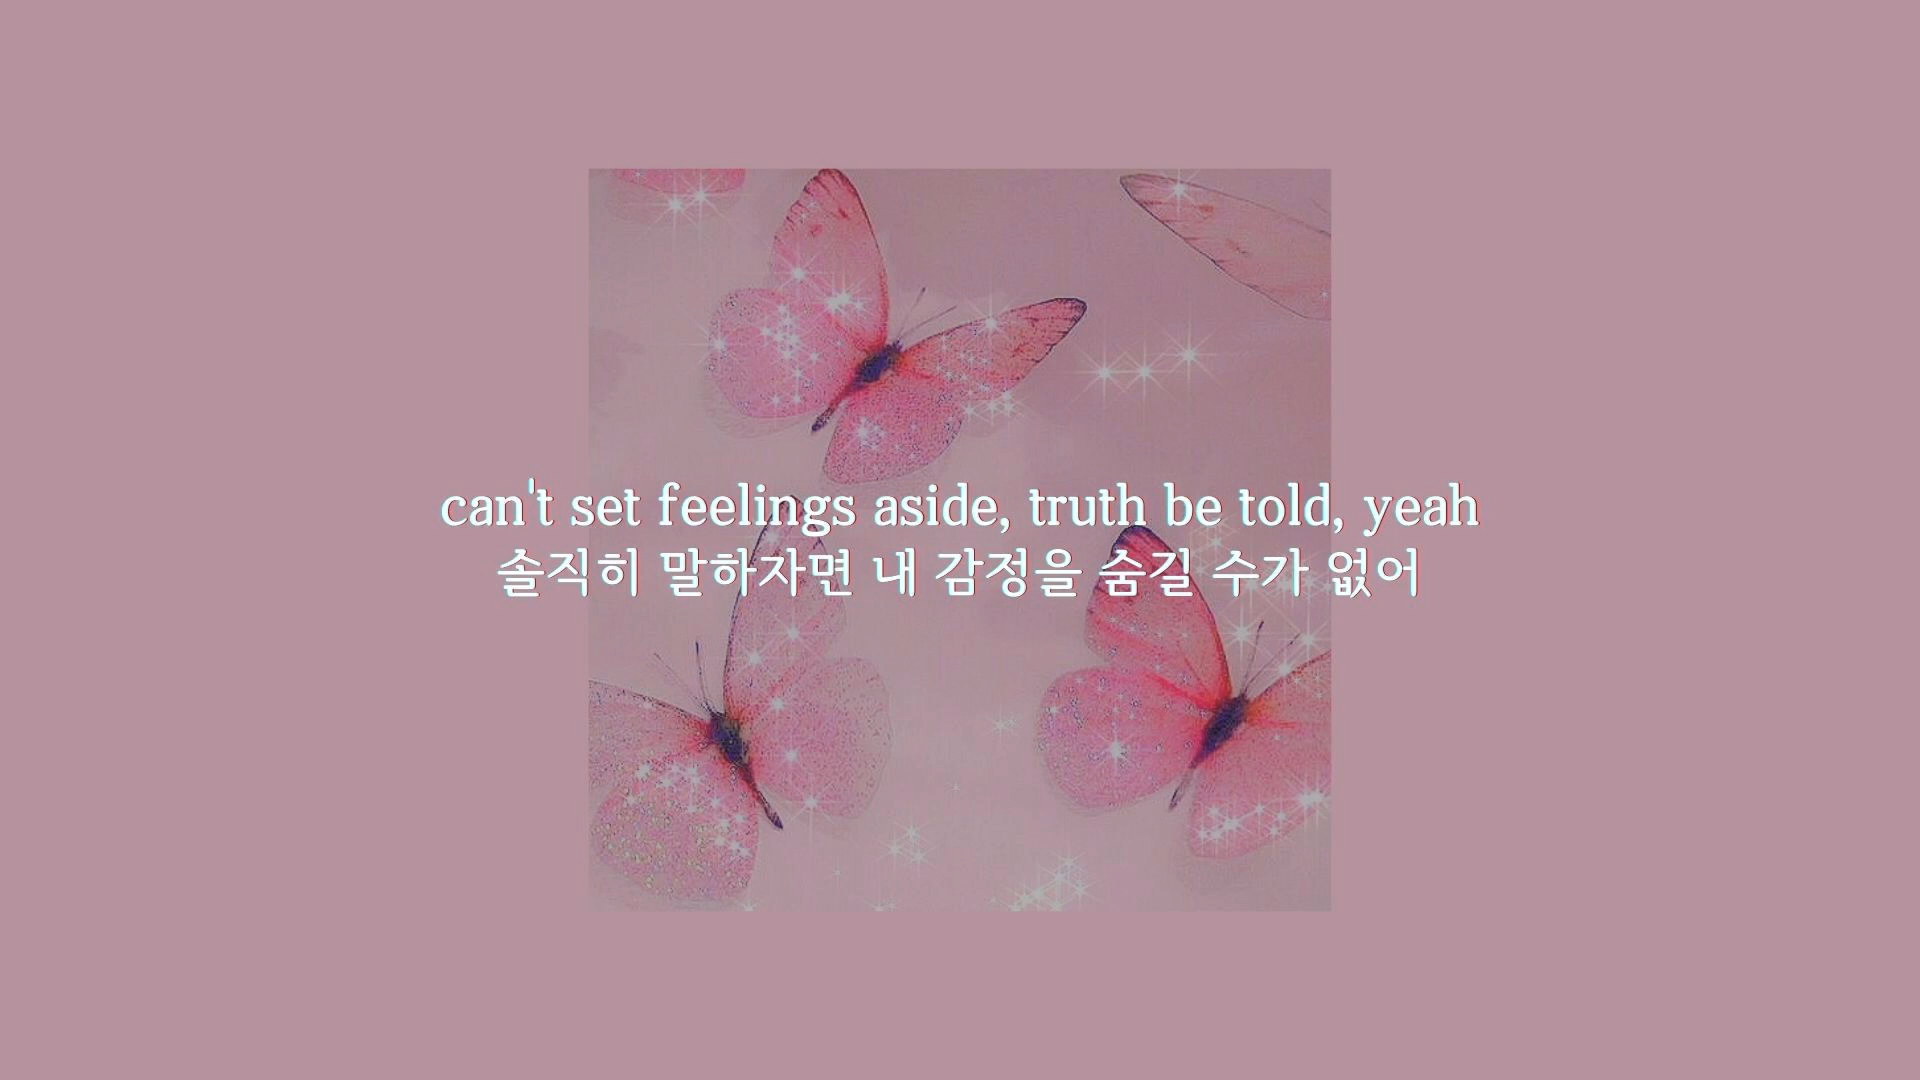 can't set feelings aside, truth be told, yeah
솔직히 말하자면 내 감정을 숨길 수가 없어